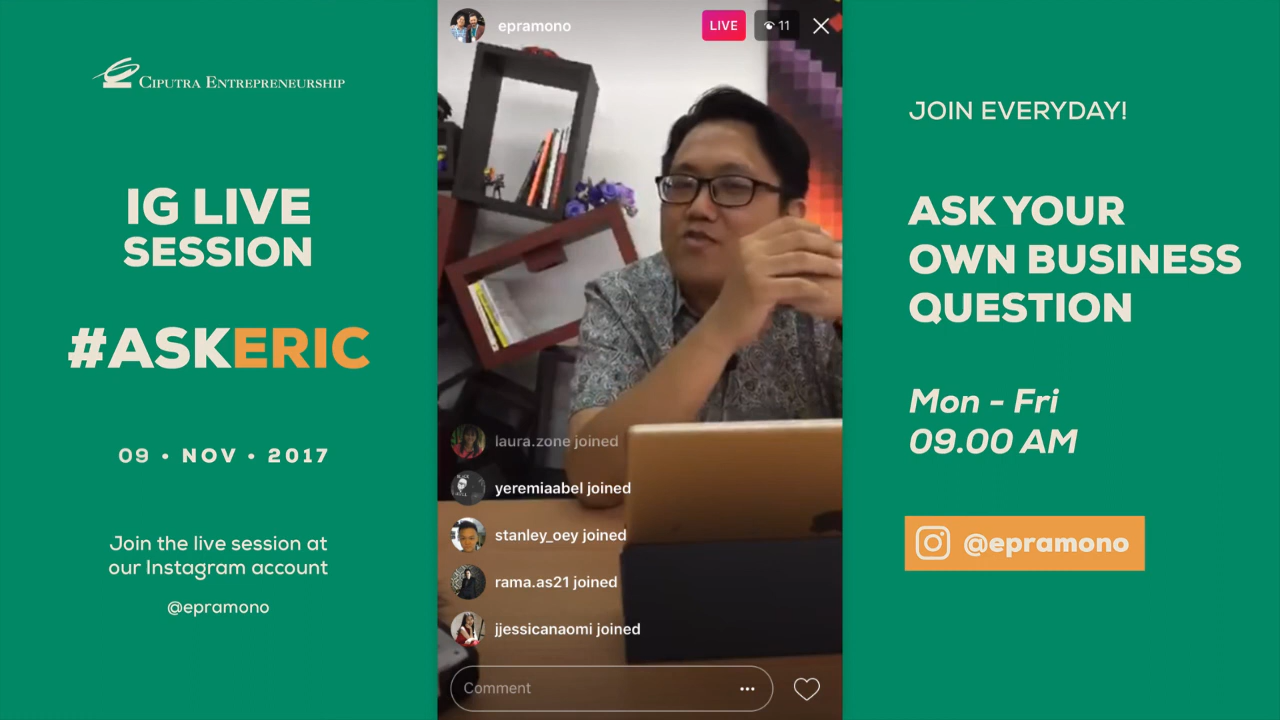 CIPUTRA ENTREPRENEURSHIP
IG LIVE
SESSION
#ASKERIC
09 • NOV • 2017
Join the live session at
our Instagram account
@epramono
epramono
LIVE
11
laura.zone joined
yeremiaabel joined
stanley_oey joined
rama.as21 joined
jjessicanaomi joined
Comment
JOIN EVERYDAY!
ASK YOUR
OWN BUSINESS
QUESTION
Mon - Fri
09.00 AM
@epramono